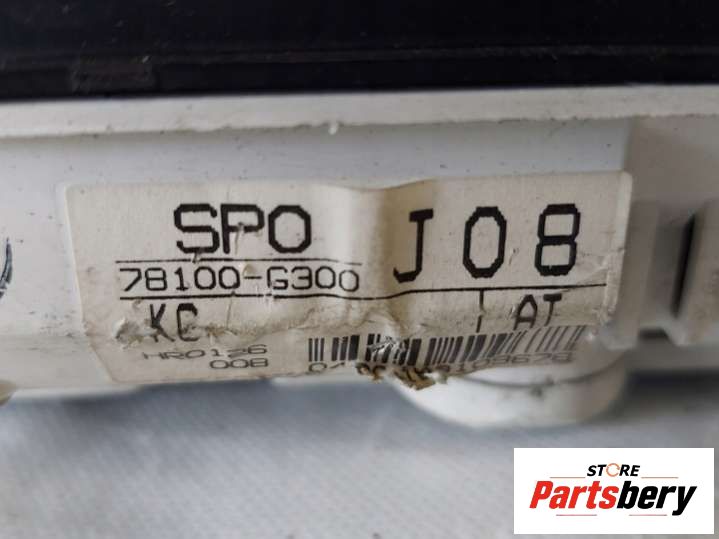 SPO J08
78100-G300
KC AT
HR0126
008
STORE
Partsbery